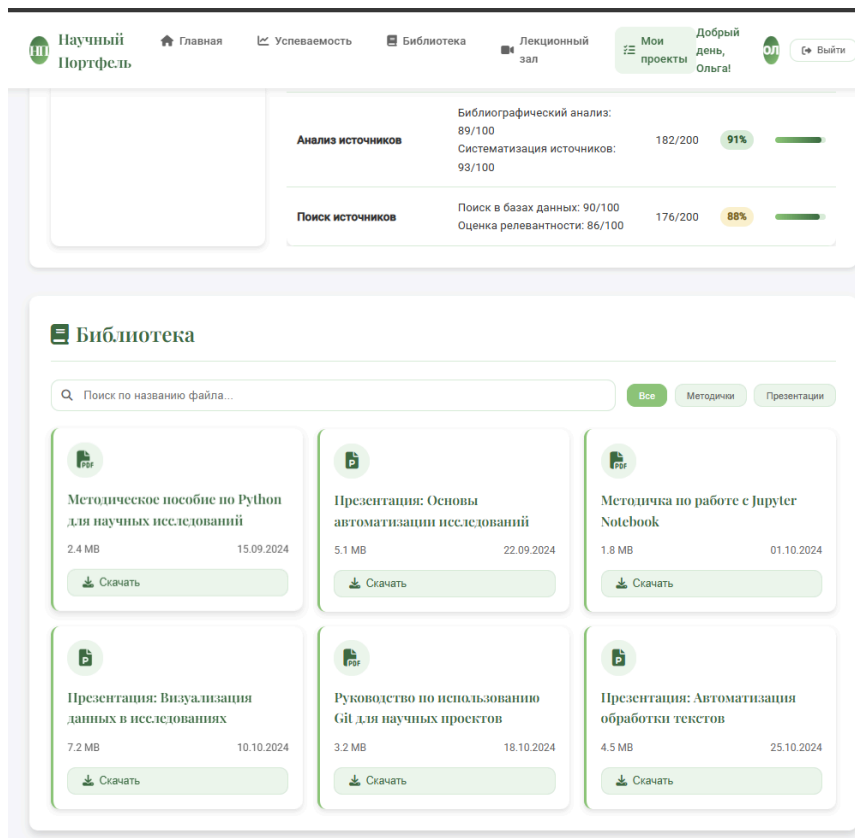 НП
Научный
Портфель
Главная
Успеваемость
Библиотека
Лекционный
зал
Мои
проекты
Добрый
день,
Ольга!
ОЛ
Выйти
Анализ источников
Библиографический анализ:
89/100
Систематизация источников:
93/100
182/200
91%
Поиск источников
Поиск в базах данных: 90/100
Оценка релевантности: 86/100
176/200
88%
Библиотека
Поиск по названию файла...
Все
Методички
Презентации
PDF
Методическое пособие по Python
для научных исследований
2.4 MB 15.09.2024
Скачать
P
Презентация: Основы
автоматизации исследований
5.1 MB 22.09.2024
Скачать
PDF
Методичка по работе с Jupyter
Notebook
1.8 MB 01.10.2024
Скачать
P
Презентация: Визуализация
данных в исследованиях
7.2 MB 10.10.2024
Скачать
PDF
Руководство по использованию
Git для научных проектов
3.2 MB 18.10.2024
Скачать
P
Презентация: Автоматизация
обработки текстов
4.5 MB 25.10.2024
Скачать